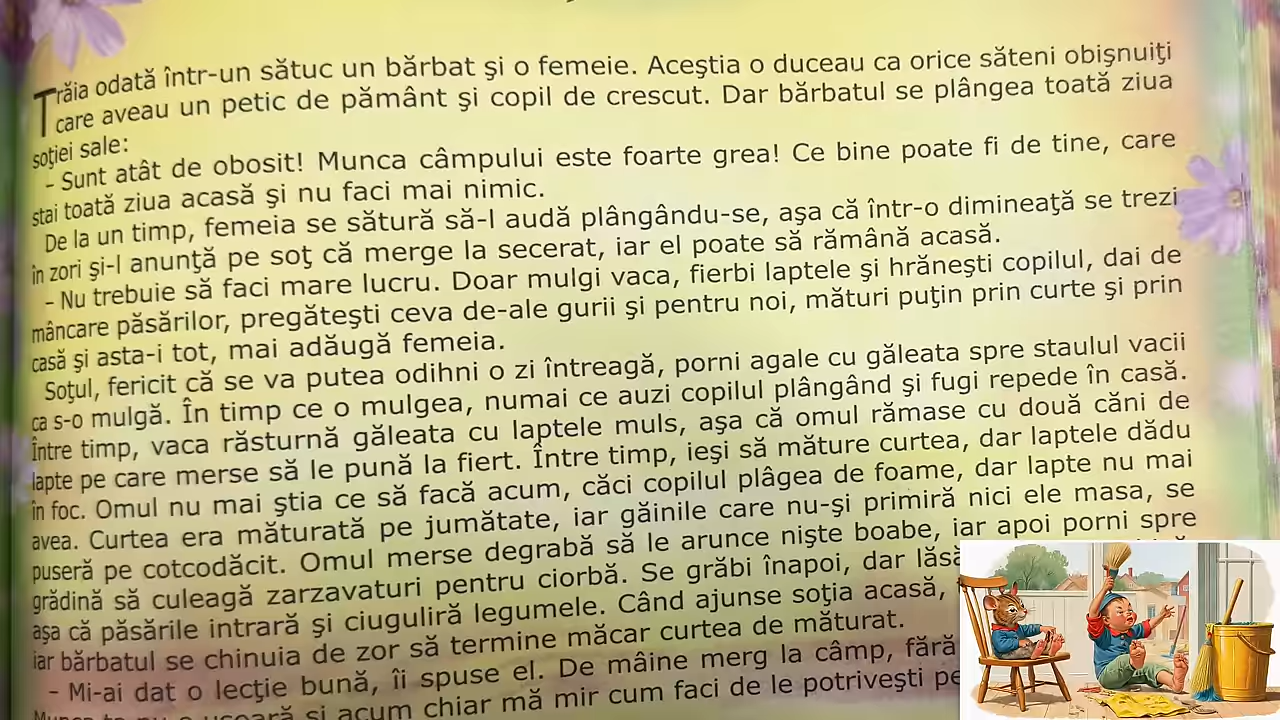 Trăia odată într-un sătuc un bărbat şi o femeie. Aceştia o duceau ca orice săteni obişnuiţi
care aveau un petic de pământ şi copil de crescut. Dar bărbatul se plângea toată ziua
soţiei sale:
- Sunt atât de obosit! Munca câmpului este foarte grea! Ce bine poate fi de tine, care
stai toată ziua acasă şi nu faci mai nimic.
De la un timp, femeia se sătură să-l audă plângându-se, aşa că într-o dimineaţă se trezi
în zori şi-l anunţă pe soţ că merge la secerat, iar el poate să rămână acasă.
- Nu trebuie să faci mare lucru. Doar mulgi vaca, fierbi laptele şi hrăneşti copilul, dai de
mâncare păsărilor, pregăteşti ceva de-ale gurii şi pentru noi, mături puţin prin curte şi prin
casă şi asta-i tot, mai adăugă femeia.
Soţul, fericit că se va putea odihni o zi întreagă, porni agale cu găleata spre staulul vacii
ca s-o mulgă. În timp ce o mulgea, numai ce auzi copilul plângând şi fugi repede în casă.
Între timp, vaca răsturnă găleata cu laptele muls, aşa că omul rămase cu două căni de
lapte pe care merse să le pună la fiert. Între timp, ieşi să măture curtea, dar laptele dădu
în foc. Omul nu mai ştia ce să facă acum, căci copilul plâgea de foame, dar lapte nu mai
avea. Curtea era măturată pe jumătate, iar găinile care nu-şi primiră nici ele masa, se
puseră pe cotcodăcit. Omul merse degrabă să le arunce nişte boabe, iar apoi porni spre
grădină să culeagă zarzavaturi pentru ciorbă. Se grăbi înapoi, dar lăsă
aşa că păsările intrară şi ciuguliră legumele. Când ajunse soţia acasă,
iar bărbatul se chinuia de zor să termine măcar curtea de măturat.
- Mi-ai dat o lecţie bună, îi spuse el. De mâine merg la câmp, fără
şi acum chiar mă mir cum faci de le potriveşti pe